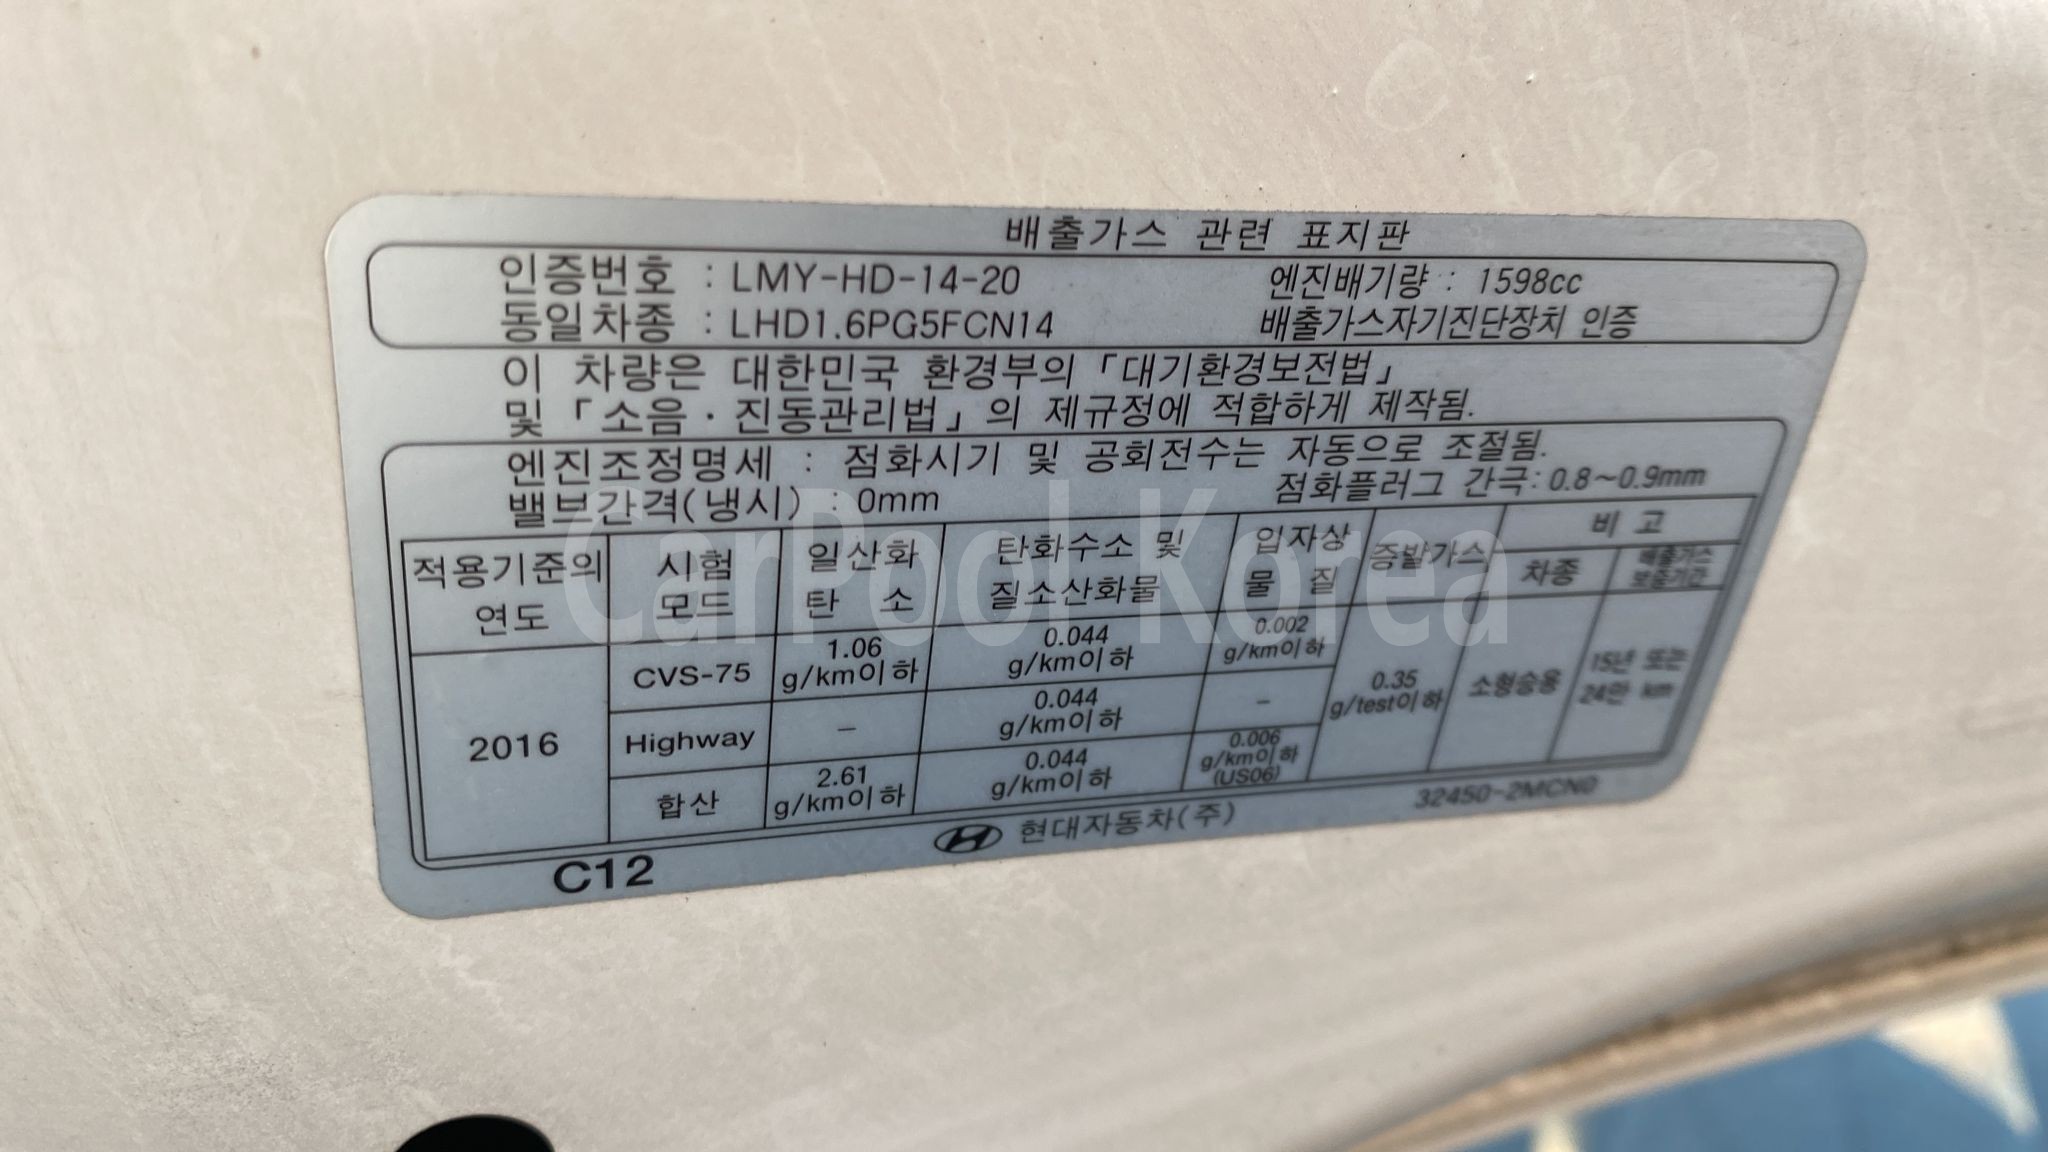 배출가스 관련 표지판
인증번호 : LMY-HD-14-20 엔진배기량 : 1598cc
동일차종 : LHD1.6PG5FCN14 배출가스자기진단장치 인증
이 차량은 대한민국 환경부의 「대기환경보전법」
및 「소음·진동관리법」의 제규정에 적합하게 제작됨.
엔진조정명세 : 점화시기 및 공회전수는 자동으로 조절됨.
밸브간격(냉시) : 0mm 점화플러그 간극: 0.8~0.9mm
적용기준의 연도 시험 모드 일산화 탄소 탄화수소 및 질소산화물 입자상 물질 증발가스 비고
차종 배출가스 보증기간
2016 CVS-75 1.06 g/km이하 0.044 g/km이하 0.002 g/km이하 0.35 g/test이하 소형승용 15년 또는 24만 km
Highway - 0.044 g/km이하 -
합산 2.61 g/km이하 0.044 g/km이하 0.006 g/km이하 (US06)
현대자동차(주) 32450-2MCN0
C12
CarPool Korea